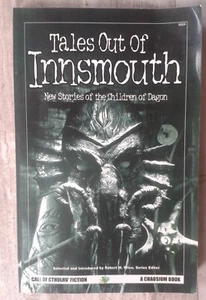 Tales Out Of
Innsmouth
New Stories of the Children of Dagon
Selected and Introduced by Robert M. Price, Series Editor
CALL OF CTHULHU FICTION
A CHAOSIUM BOOK